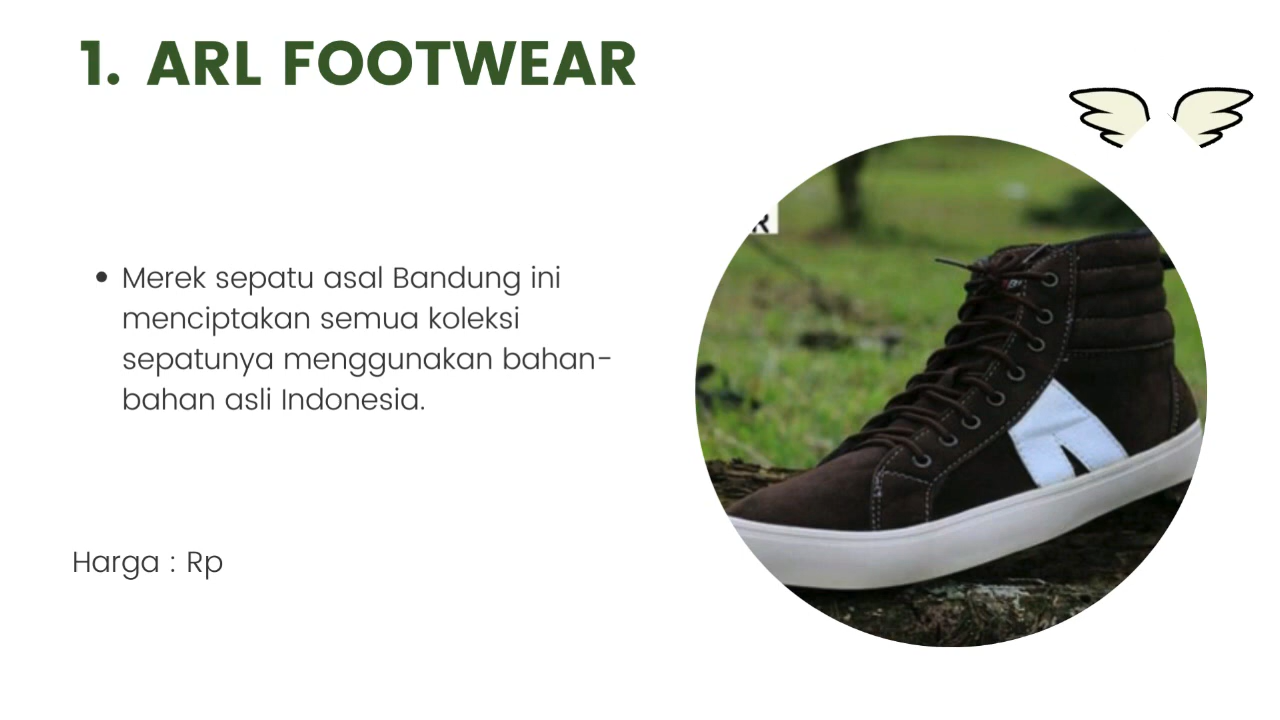 1. ARL FOOTWEAR
• Merek sepatu asal Bandung ini
menciptakan semua koleksi
sepatunya menggunakan bahan-
bahan asli Indonesia.
Harga : Rp